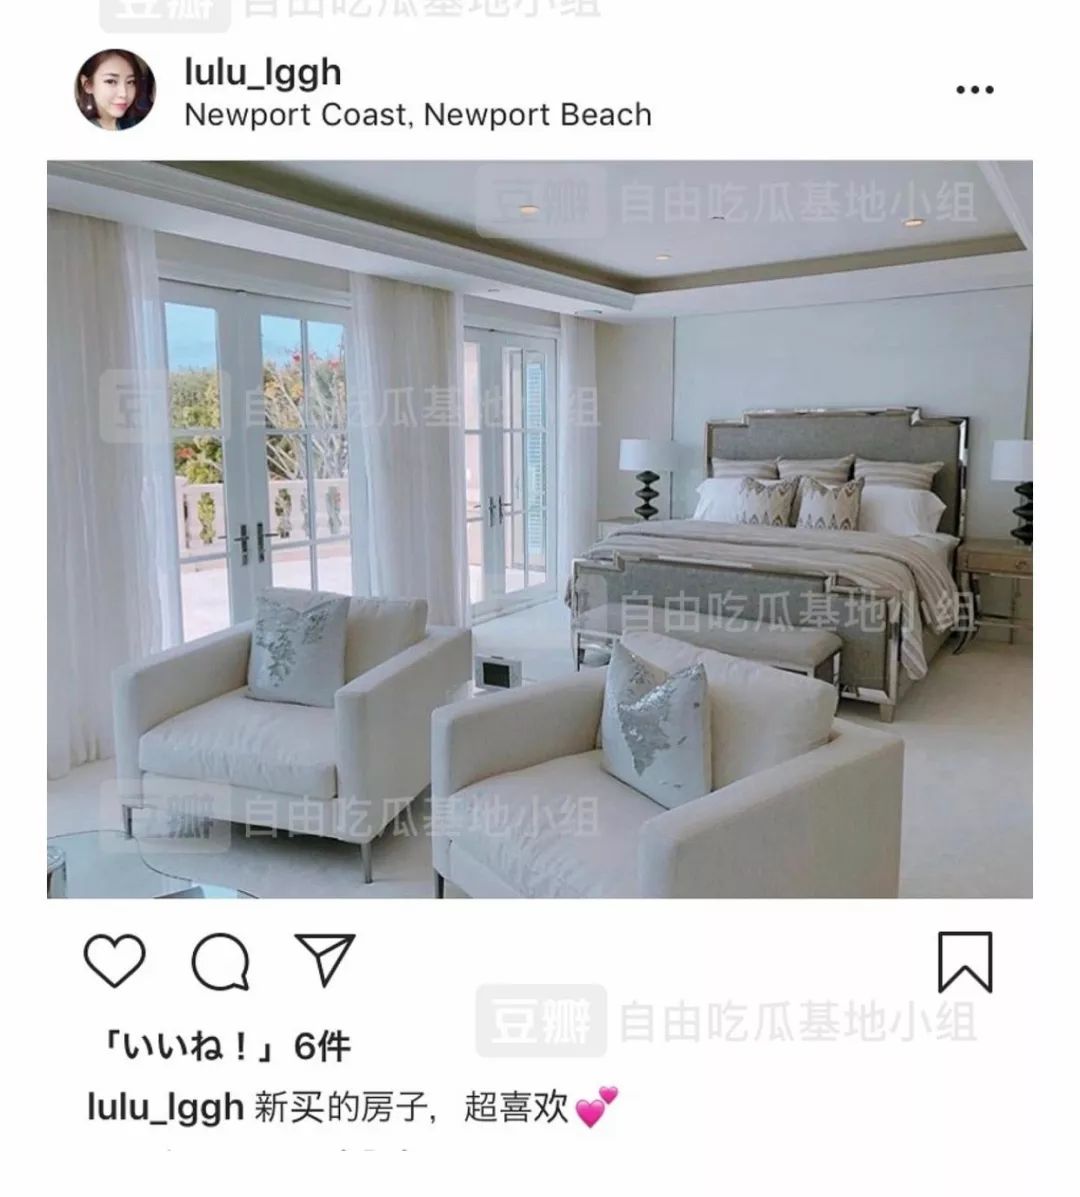 豆瓣 自由吃瓜基地小组
lulu_lggh
Newport Coast, Newport Beach
豆瓣 自由吃瓜基地小组
豆瓣 自由吃瓜基地小组
自由吃瓜基地小组
豆瓣 自由吃瓜基地小组
豆瓣 自由吃瓜基地小组
「いいね！」6件
lulu_lggh 新买的房子，超喜欢💕